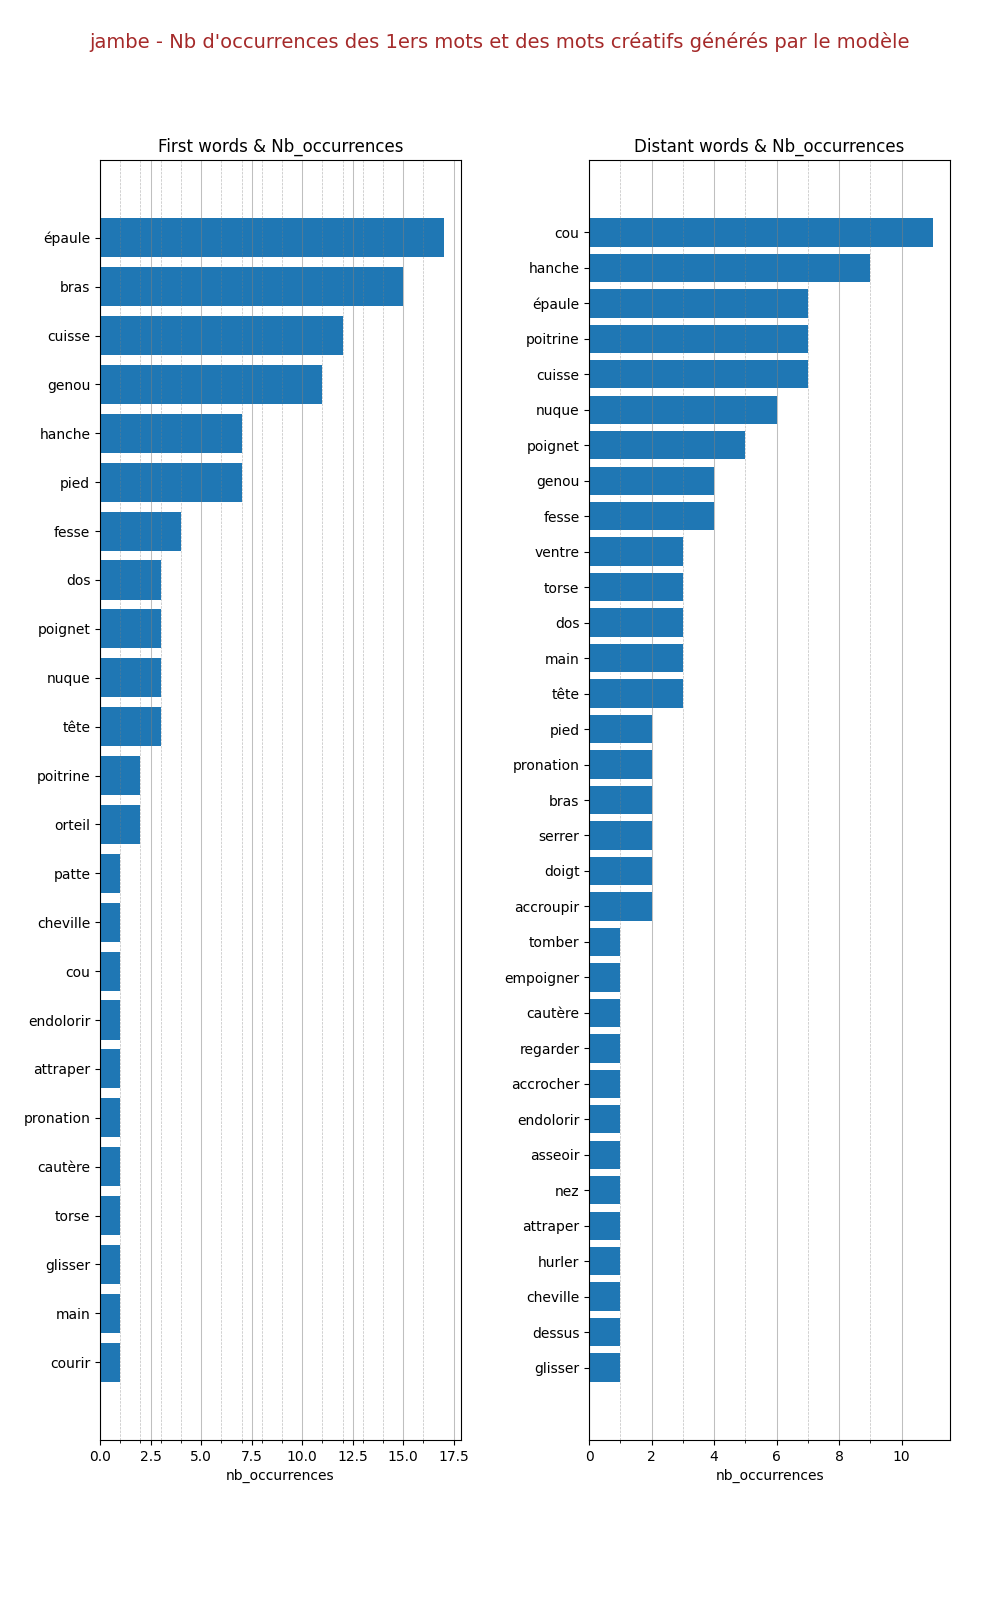 jambe - Nb d'occurrences des 1ers mots et des mots créatifs générés par le modèle
First words & Nb_occurrences
épaule
bras
cuisse
genou
hanche
pied
fesse
dos
poignet
nuque
tête
poitrine
orteil
patte
cheville
cou
endolorir
attraper
pronation
cautère
torse
glisser
main
courir
0.0 2.5 5.0 7.5 10.0 12.5 15.0 17.5
nb_occurrences
Distant words & Nb_occurrences
cou
hanche
épaule
poitrine
cuisse
nuque
poignet
genou
fesse
ventre
torse
dos
main
tête
pied
pronation
bras
serrer
doigt
accroupir
tomber
empoigner
cautère
regarder
accrocher
endolorir
asseoir
nez
attraper
hurler
cheville
dessus
glisser
0 2 4 6 8 10
nb_occurrences